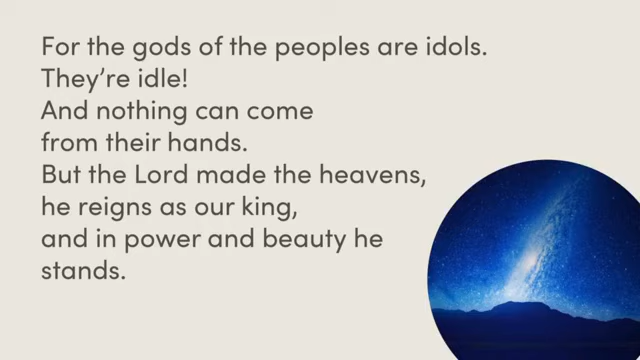 For the gods of the peoples are idols.
They’re idle!
And nothing can come
from their hands.
But the Lord made the heavens,
he reigns as our king,
and in power and beauty he
stands.